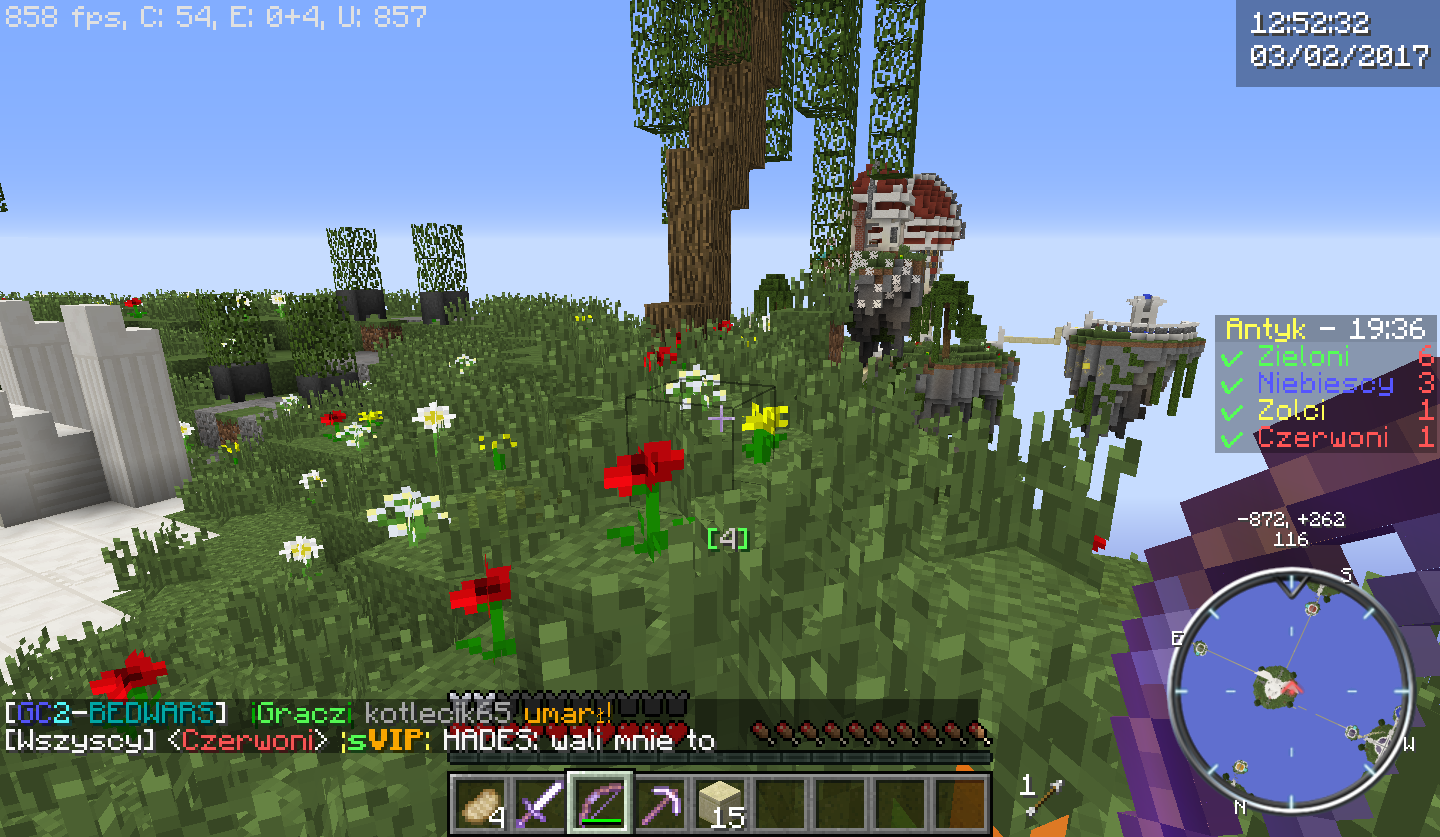 858 fps, C: 54, E: 0+4, U: 857
12:52:32
03/02/2017
Antyk - 19:36
✓ Zieloni 6
✓ Niebiescy 3
✓ Zolci 1
✓ Czerwoni 1
[4]
-872, +262
116
S
E
W
N
[GC2-BEDWARS] iGraczi kotlecik65 umarł!
[Wszyscy] <Czerwoni> ¦sVIP: HADES: wali mnie to
4
15
1